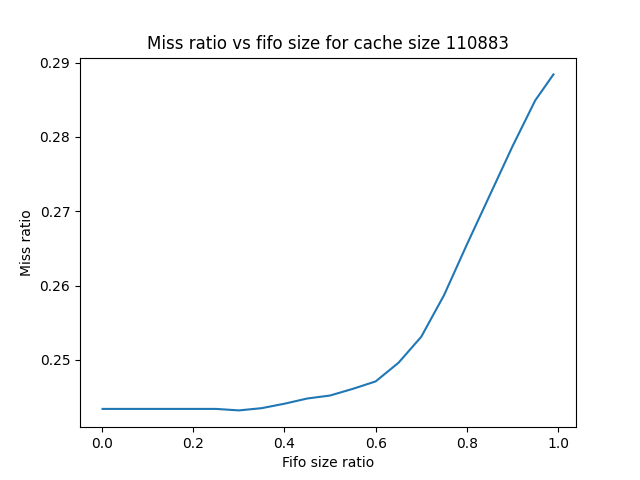 Miss ratio vs fifo size for cache size 110883
0.29
0.28
0.27
0.26
0.25
Miss ratio
0.0 0.2 0.4 0.6 0.8 1.0
Fifo size ratio